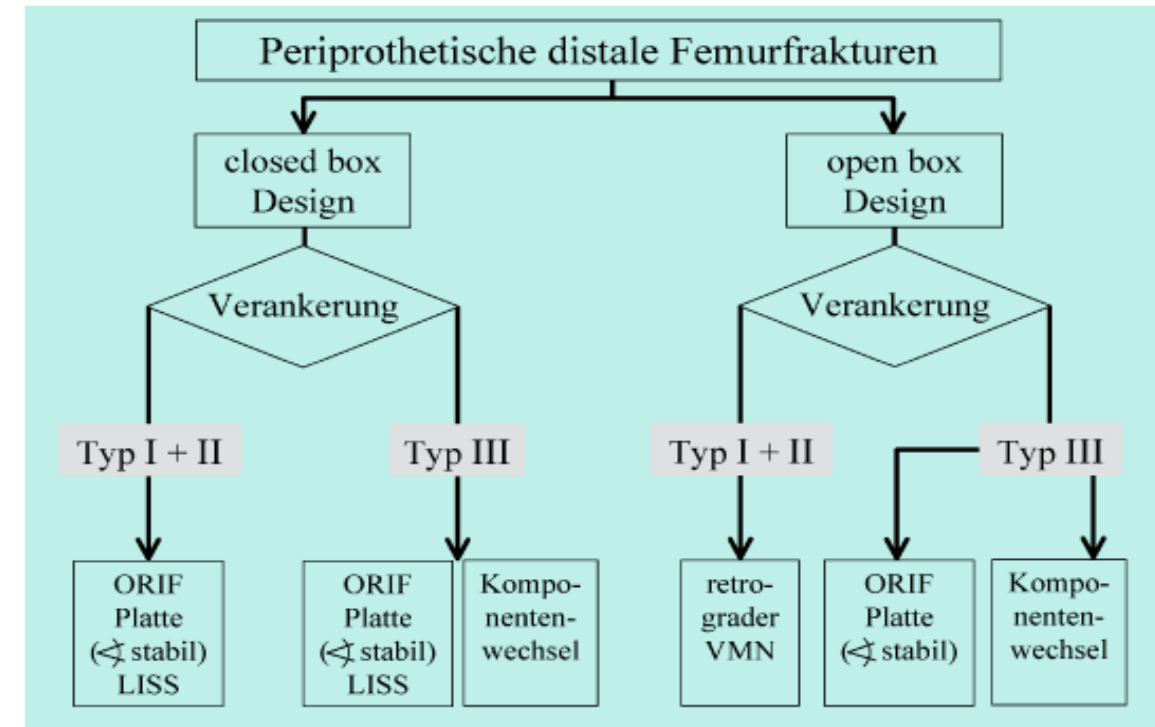 Periprothetische distale Femurfrakturen
closed box
Design
open box
Design
Verankerung
Verankerung
Typ I + II
Typ III
Typ I + II
Typ III
ORIF
Platte
(∢ stabil)
LISS
ORIF
Platte
(∢ stabil)
LISS
Kompo-
nenten-
wechsel
retro-
grader
VMN
ORIF
Platte
(∢ stabil)
Kompo-
nenten-
wechsel